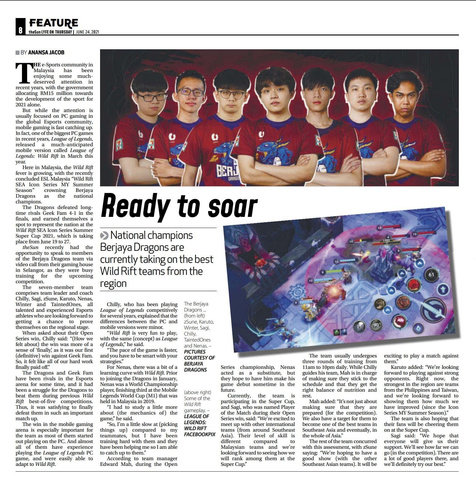 8
FEATURE
theSun LYFE ON THURSDAY | JUNE 24, 2021
BY ANANSA JACOB
THE e-Sports community in
Malaysia has been
enjoying some much-
deserved attention in
recent years, with the government
allocating RM15 million towards
the development of the sport for
2021 alone.
But while the attention is
usually focused on PC gaming in
the global Esports community,
mobile gaming is fast catching up.
In fact, one of the biggest PC games
in recent years, League of Legends,
released a much-anticipated
mobile version called League of
Legends: Wild Rift in March this
year.
Here in Malaysia, the Wild Rift
fever is growing, with the recently
concluded ESL Malaysia "Wild Rift
SEA Icon Series MY Summer
Season" crowning Berjaya
Dragons as the national
champions.
The Dragons defeated long-
time rivals Geek Fam 4-1 in the
finals, and earned themselves a
spot to represent the nation at the
Wild Rift SEA Icon Series Summer
Super Cup 2021, which is taking
place from June 19 to 27.
theSun recently had the
opportunity to speak to members
of the Berjaya Dragons team via
video call from their gaming house
in Selangor, as they were busy
training for the upcoming
competition.
The seven-member team
comprises team leader and coach
Chilly, Sagi, zSune, Karuto, Nenas,
Winter and TaintedOnes, all
talented and experienced Esports
athletes who are looking forward to
getting a chance to prove
themselves on the regional stage.
When asked about their Open
Series win, Chilly said: "[How we
felt about] the win was more of a
sense of 'finally', as it was our first
(definitive) win against Geek Fam.
So, it felt like all of our hard work
finally paid off."
The Dragons and Geek Fam
have been rivals in the Esports
arena for some time, and it had
been a struggle for the Dragons to
beat them during previous Wild
Rift best-of-five competitions.
Thus, it was satisfying to finally
defeat them in such an important
match up.
The win in the mobile gaming
arena is especially important for
the team as most of them started
out playing on the PC. And almost
all of them have experience
playing the League of Legends PC
game, and were easily able to
adapt to Wild Rift.
Ready to soar
National champions
Berjaya Dragons are
currently taking on the best
Wild Rift teams from the
region
Chilly, who has been playing
League of Legends competitively
for several years, explained that the
differences between the PC and
mobile versions were minor.
"Wild Rift is very fun to play,
with the same (concept) as League
of Legends," he said.
"The pace of the game is faster,
and you have to be smart with your
strategies."
For Nenas, there was a bit of a
learning curve with Wild Rift. Prior
to joining the Dragons in January,
Nenas was a World Championship
player, finishing third at the Mobile
Legends World Cup (M1) that was
held in Malaysia in 2019.
"I had to study a little more
about (the mechanics of) the
game," he said.
"So, I'm a little slow at (picking
things up) compared to my
teammates, but I have been
training hard with them and they
have been helping me so I am able
to catch up to them."
According to team manager
Edward Mah, during the Open
The Berjaya
Dragons ...
(from left)
zSune, Karuto,
Winter, Sagi,
Chilly,
TaintedOnes
and Nenas. –
PICTURES
COURTESY OF
BERJAYA
DRAGONS
(above right)
Some of the
Wild Rift
gameplay. –
LEAGUE OF
LEGENDS:
WILD RIFT
FACEBOOKPIX
Series championships, Nenas
acted as a substitute, but
they hope to have him make his
game debut sometime in the
future.
Currently, the team is
participating in the Super Cup,
and Sagi, who was named Player
of the Match during their Open
Series win, said: "We're excited to
meet up with other international
teams (from around Southeast
Asia). Their level of skill is
different compared to
Malaysian teams and we're
looking forward to seeing how we
will rank among them at the
Super Cup."
The team usually undergoes
three rounds of training from
11am to 10pm daily. While Chilly
guides his team, Mah is in charge
of making sure they stick to the
schedule and that they get the
right balance of nutrition and
rest.
Mah added: "It's not just about
making sure that they are
prepared (for the competition).
We also have a target for them to
become one of the best teams in
Southeast Asia and eventually, in
the whole of Asia."
The rest of the team concurred
with this assessment, with zSune
saying: "We're hoping to have a
good show (with the other
Southeast Asian teams). It will be
exciting to play a match against
them."
Karuto added: "We're looking
forward to playing against strong
opponents. Right now, the
strongest in the region are teams
from the Philippines and Taiwan,
and we're looking forward to
showing them how much we
have improved (since the Icon
Series MY Summer Season)."
The team is also hoping that
their fans will be cheering them
on at the Super Cup.
Sagi said: "We hope that
everyone will give us their
support. We'll see how far we can
go (in the competition). There are
a lot of good players there, and
we'll definitely try our best."